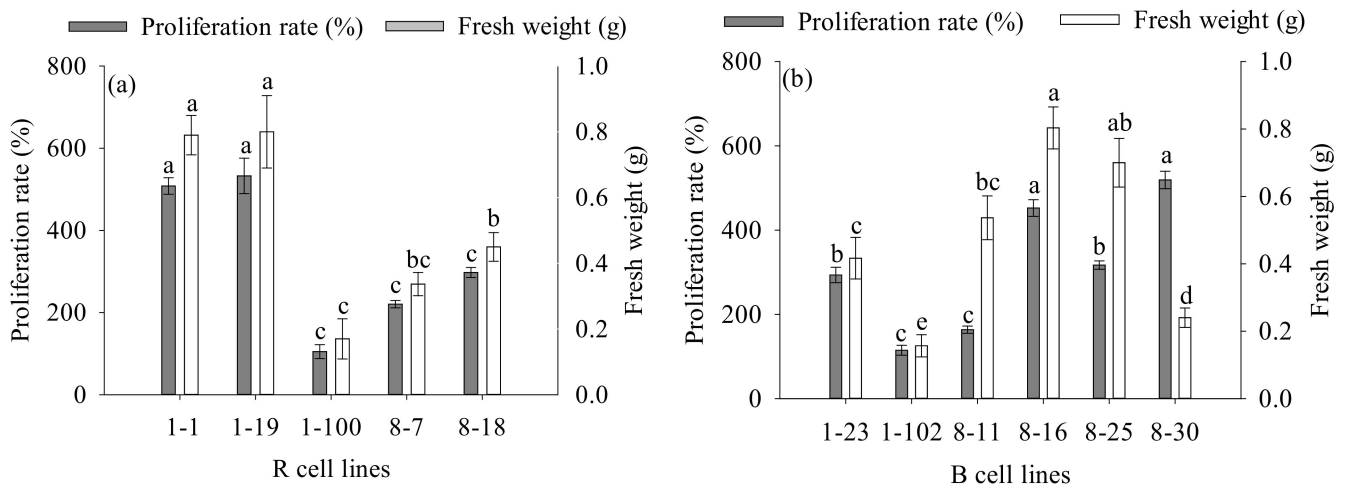 Proliferation rate (%) Fresh weight (g)
(a)
Proliferation rate (%)
800
600
400
200
0
a a a a c c c bc c b
1.0
0.8
0.6
0.4
0.2
0.0
Fresh weight (g)
1-1 1-19 1-100 8-7 8-18
R cell lines
Proliferation rate (%) Fresh weight (g)
(b)
Proliferation rate (%)
800
600
400
200
0
b c c e c bc a a b ab a d
1.0
0.8
0.6
0.4
0.2
0.0
Fresh weight (g)
1-23 1-102 8-11 8-16 8-25 8-30
B cell lines